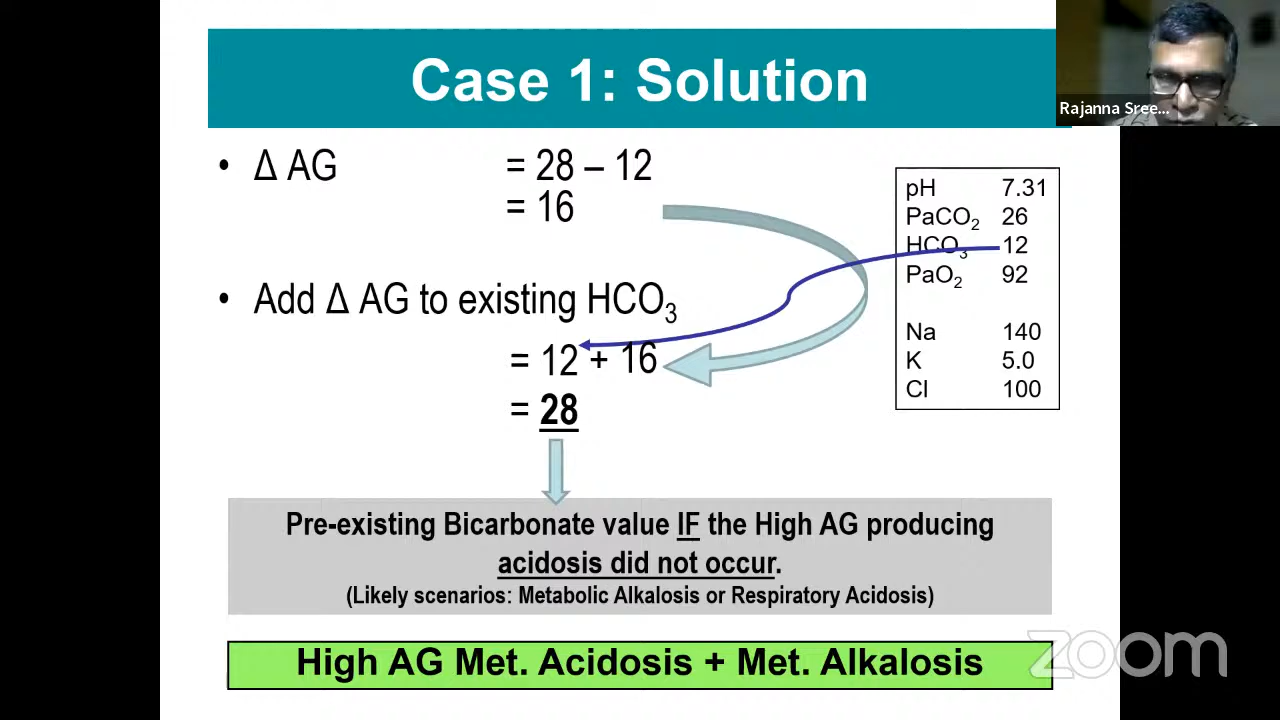 Case 1: Solution
Rajanna Sree...
• Δ AG = 28 – 12
= 16
• Add Δ AG to existing HCO₃
= 12 + 16
= 28
pH 7.31
PaCO₂ 26
HCO₃ 12
PaO₂ 92
Na 140
K 5.0
Cl 100
Pre-existing Bicarbonate value IF the High AG producing
acidosis did not occur.
(Likely scenarios: Metabolic Alkalosis or Respiratory Acidosis)
High AG Met. Acidosis + Met. Alkalosis
zoom